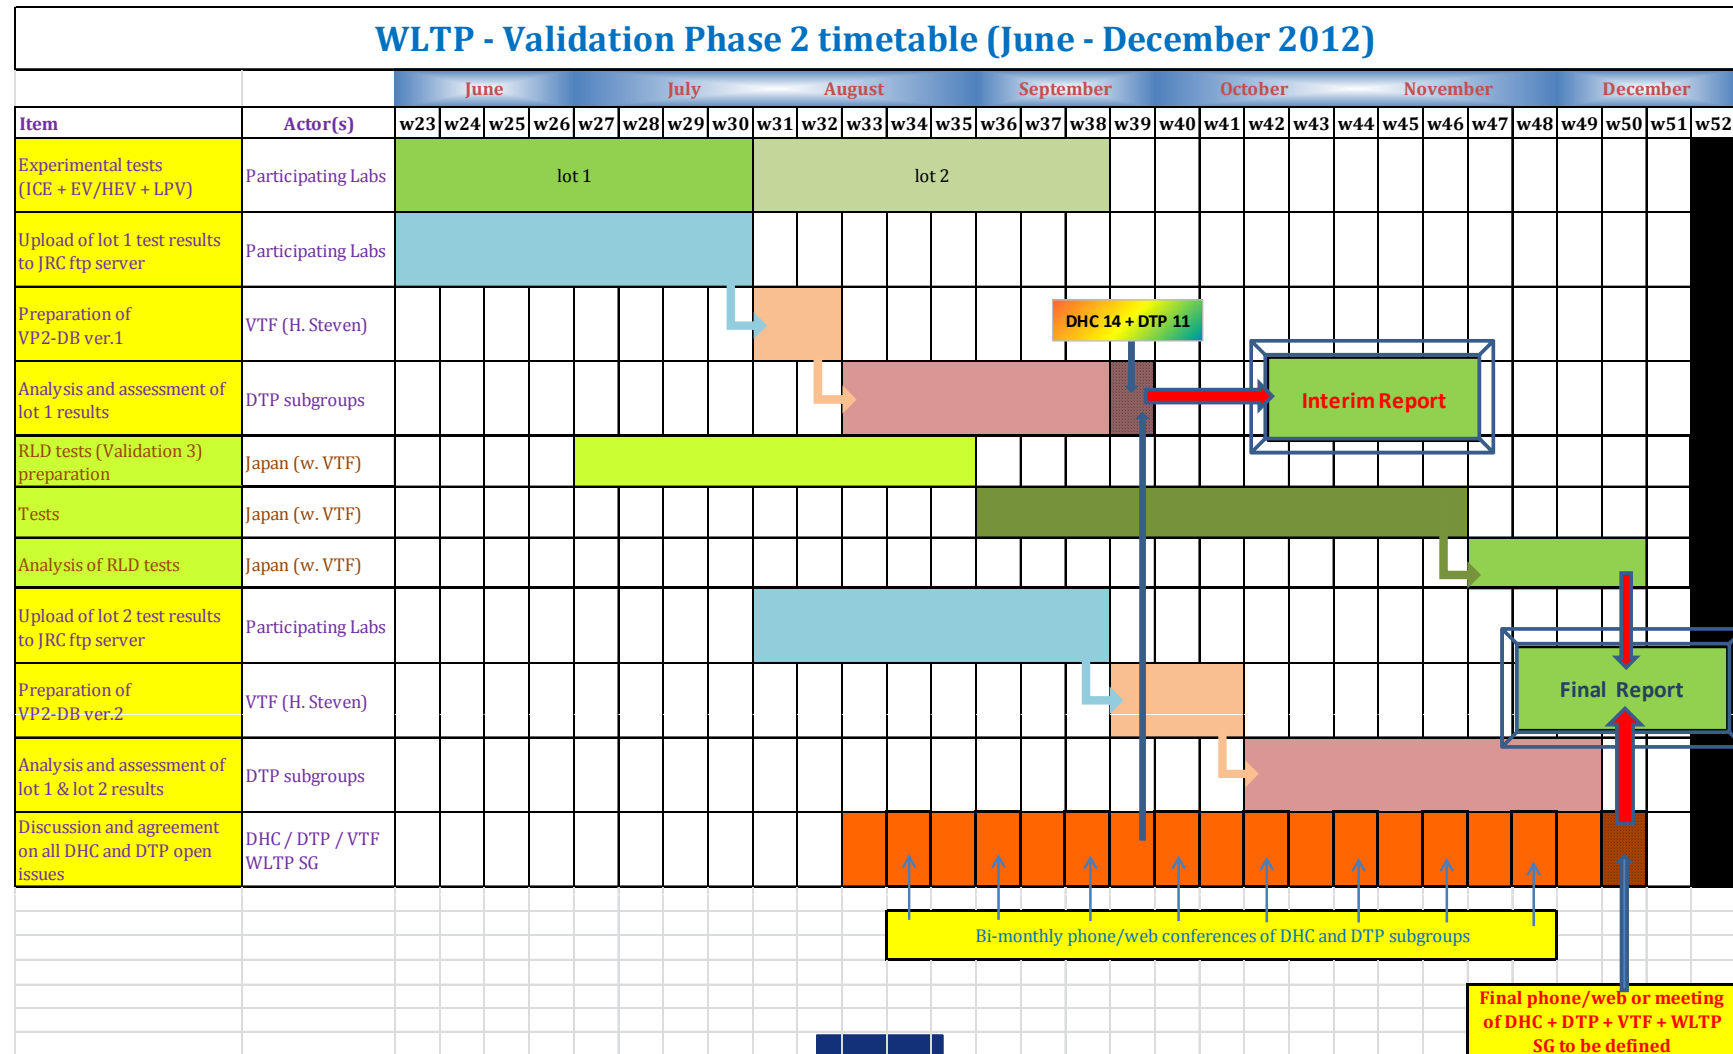 WLTP - Validation Phase 2 timetable (June - December 2012)
June July August September October November December
Item Actor(s) w23 w24 w25 w26 w27 w28 w29 w30 w31 w32 w33 w34 w35 w36 w37 w38 w39 w40 w41 w42 w43 w44 w45 w46 w47 w48 w49 w50 w51 w52
Experimental tests
(ICE + EV/HEV + LPV)
Participating Labs
lot 1
lot 2
Upload of lot 1 test results
to JRC ftp server
Participating Labs
Preparation of
VP2-DB ver.1
VTF (H. Steven)
DHC 14 + DTP 11
Analysis and assessment of
lot 1 results
DTP subgroups
Interim Report
RLD tests (Validation 3)
preparation
Japan (w. VTF)
Tests
Japan (w. VTF)
Analysis of RLD tests
Japan (w. VTF)
Upload of lot 2 test results
to JRC ftp server
Participating Labs
Preparation of
VP2-DB ver.2
VTF (H. Steven)
Final Report
Analysis and assessment of
lot 1 & lot 2 results
DTP subgroups
Discussion and agreement
on all DHC and DTP open
issues
DHC / DTP / VTF
WLTP SG
Bi-monthly phone/web conferences of DHC and DTP subgroups
Final phone/web or meeting
of DHC + DTP + VTF + WLTP
SG to be defined